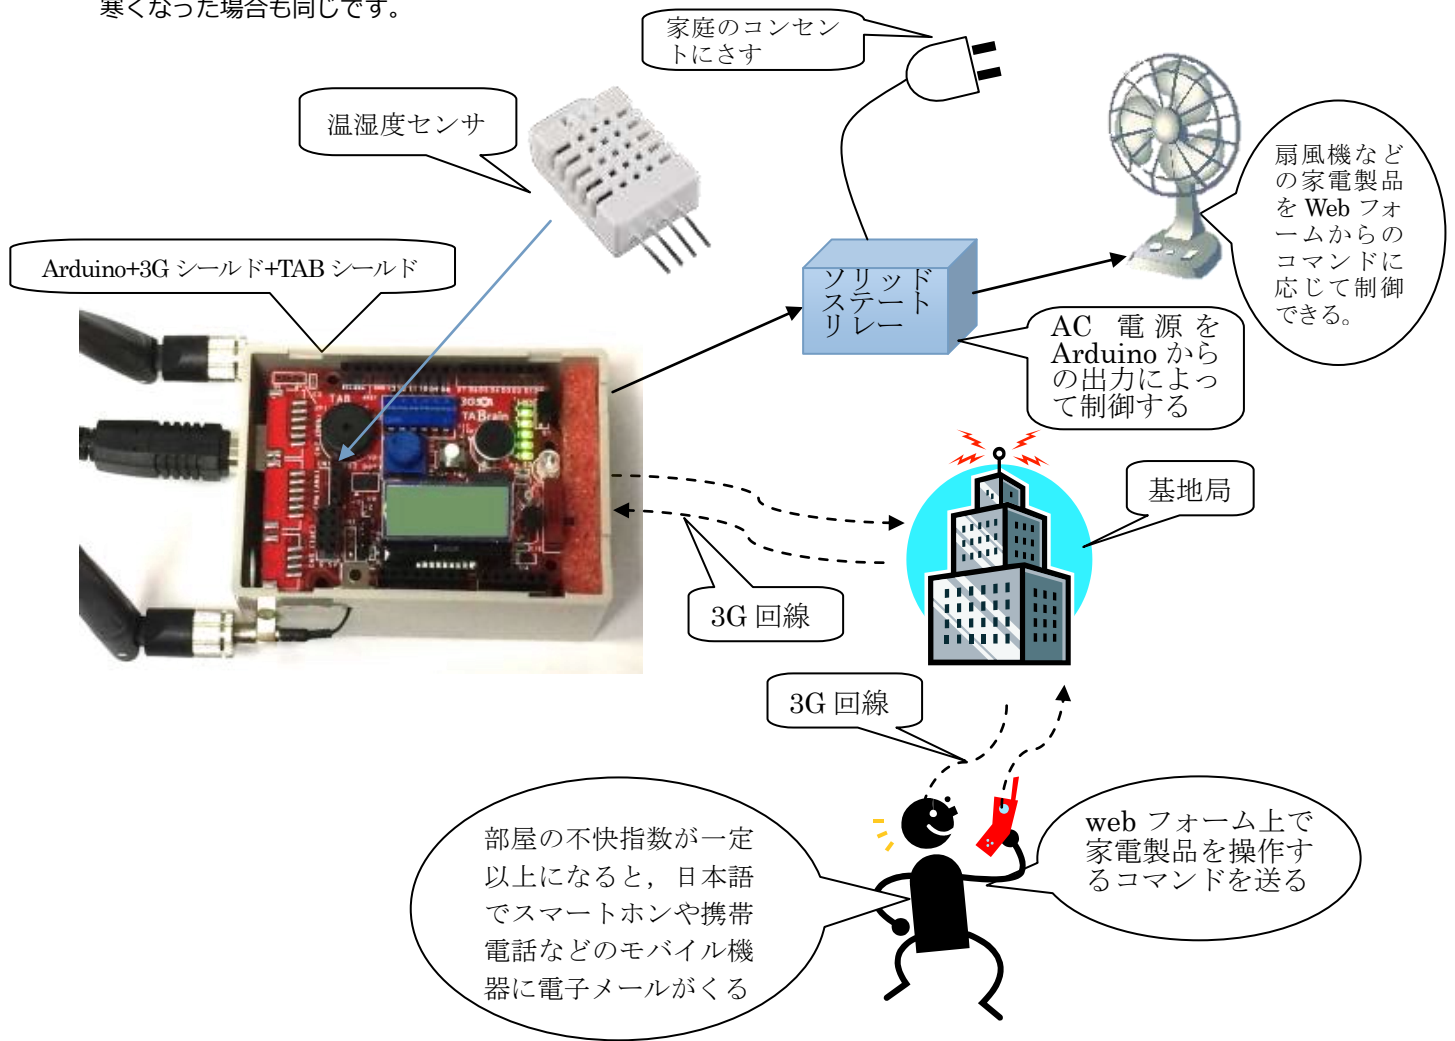 寒くなった場合も同じです。
家庭のコンセン
トにさす
温湿度センサ
扇風機など
の家電製品
を Web フォ
ームからの
コマンドに
応じて制御
できる。
Arduino+3G シールド+TAB シールド
ソリッド
ステート
リレー
AC 電源を
Arduino から
の出力によっ
て制御する
TAB
TABrain
基地局
3G 回線
3G 回線
部屋の不快指数が一定
以上になると，日本語
でスマートホンや携帯
電話などのモバイル機
器に電子メールがくる
web フォーム上で
家電製品を操作す
るコマンドを送る